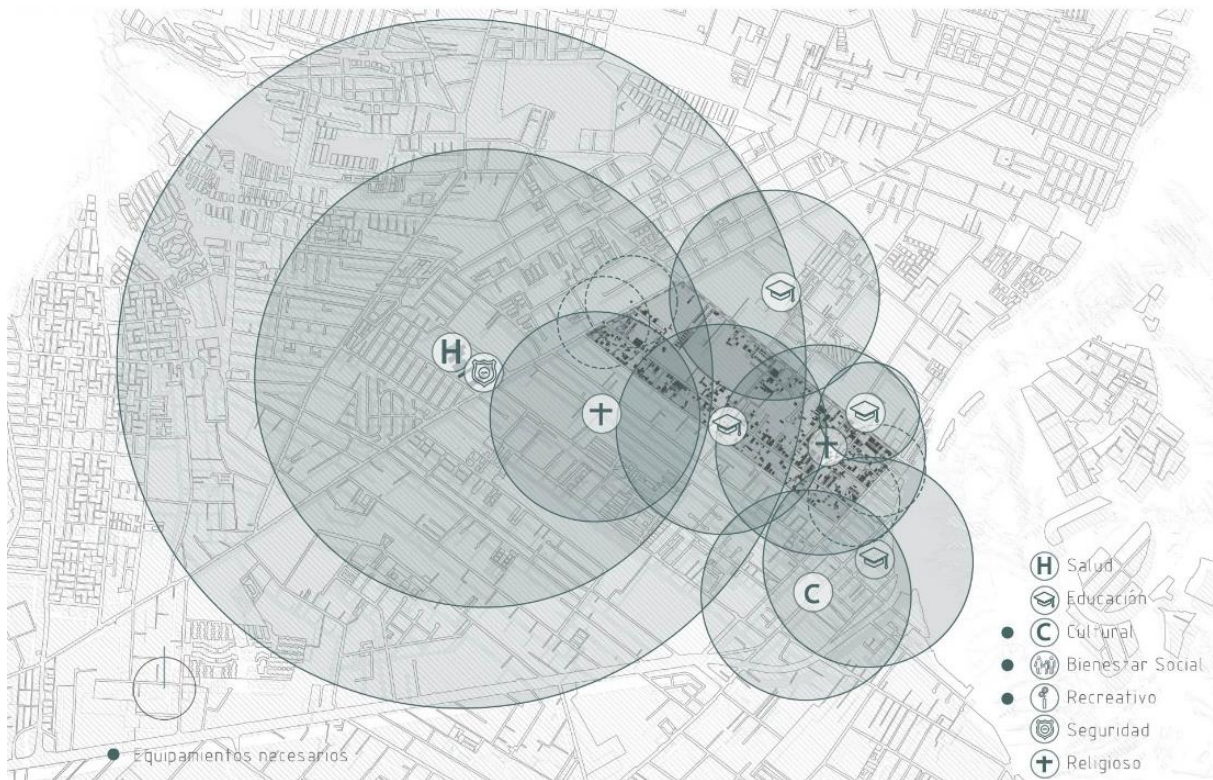 H
C
H Salud
Educación
C Cultural
Bienestar Social
Recreativo
Seguridad
Religioso
Equipamientos necesarios